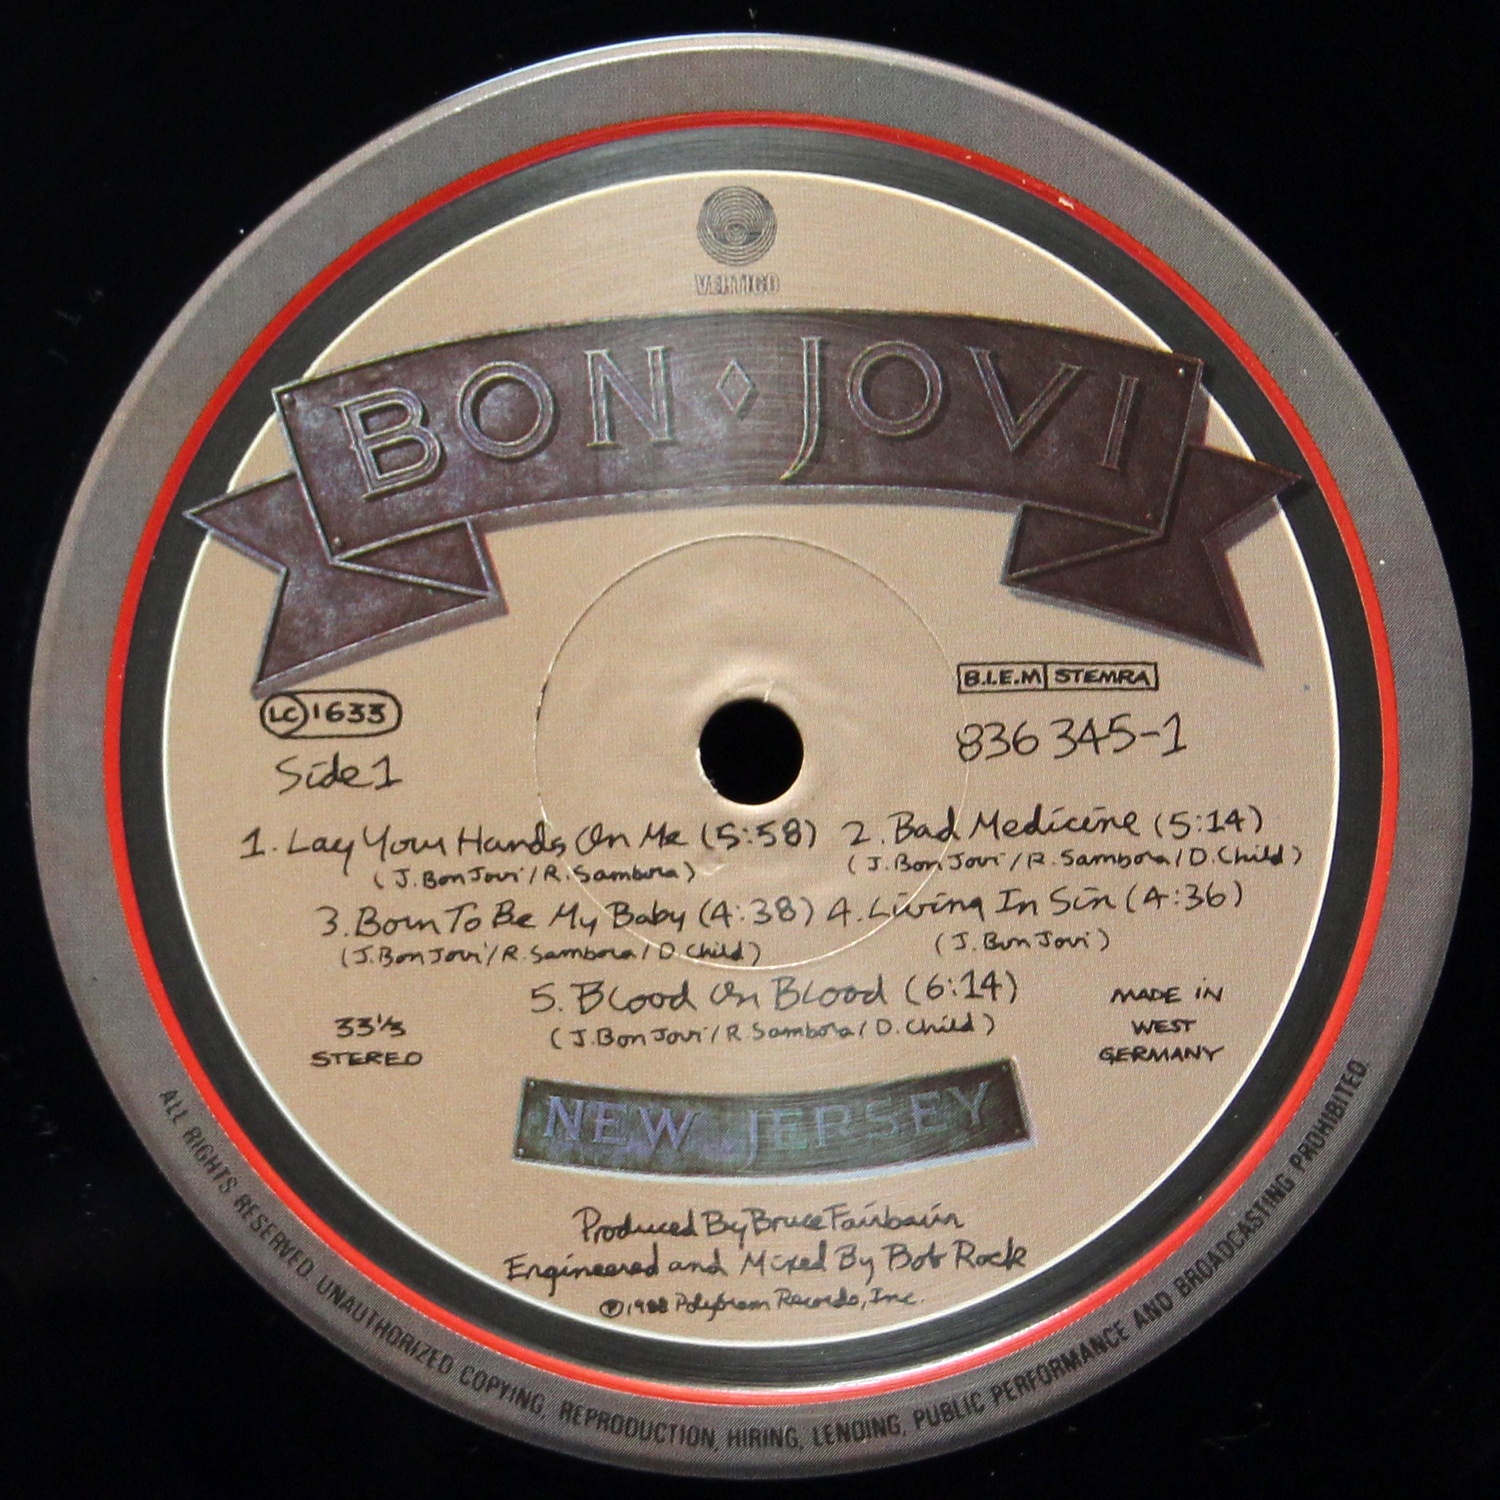 VERTIGO
BON JOVI
B.I.E.M STEMRA
LC 1633
836 345-1
Side 1
1. Lay Your Hands On Me (5:58) 2. Bad Medicine (5:14)
(J. Bon Jovi / R. Sambora) (J. Bon Jovi / R. Sambora / D. Child)
3. Born To Be My Baby (4:38) 4. Living In Sin (4:36)
(J. Bon Jovi / R. Sambora / D. Child) (J. Bon Jovi)
5. Blood On Blood (6:14)
(J. Bon Jovi / R. Sambora / D. Child)
33⅓
STEREO
MADE IN
WEST
GERMANY
NEW JERSEY
Produced By Bruce Fairbairn
Engineered and Mixed By Bob Rock
℗ 1988 Polygram Records, Inc.
ALL RIGHTS RESERVED. UNAUTHORIZED COPYING, REPRODUCTION, HIRING, LENDING, PUBLIC PERFORMANCE AND BROADCASTING PROHIBITED.